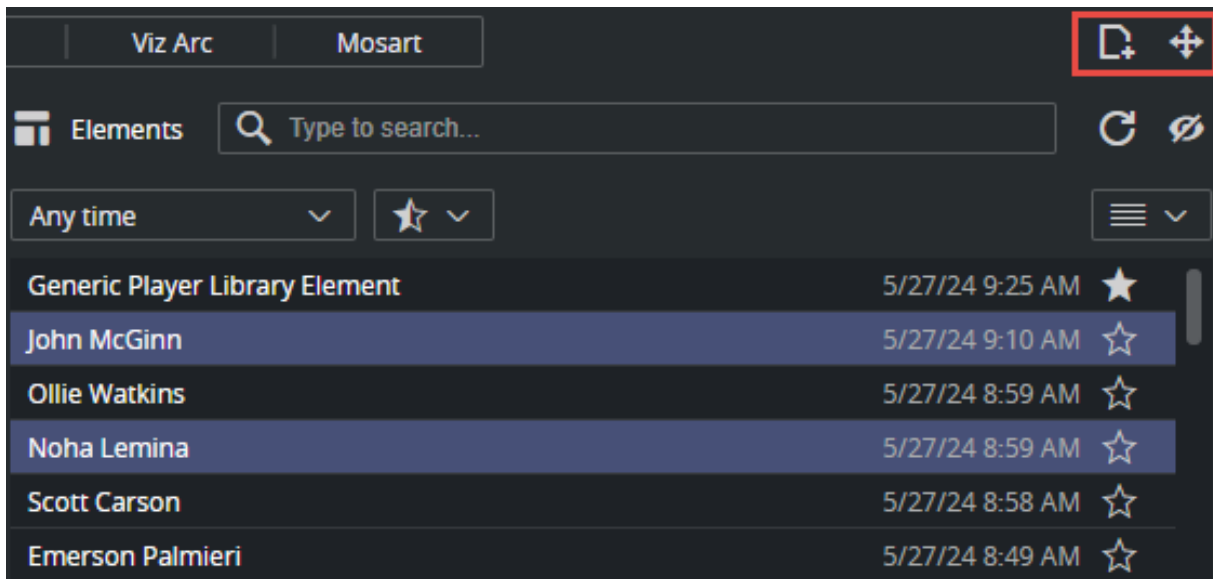 Viz Arc Mosart
Elements Type to search...
Any time
Generic Player Library Element 5/27/24 9:25 AM
John McGinn 5/27/24 9:10 AM
Ollie Watkins 5/27/24 8:59 AM
Noha Lemina 5/27/24 8:59 AM
Scott Carson 5/27/24 8:58 AM
Emerson Palmieri 5/27/24 8:49 AM